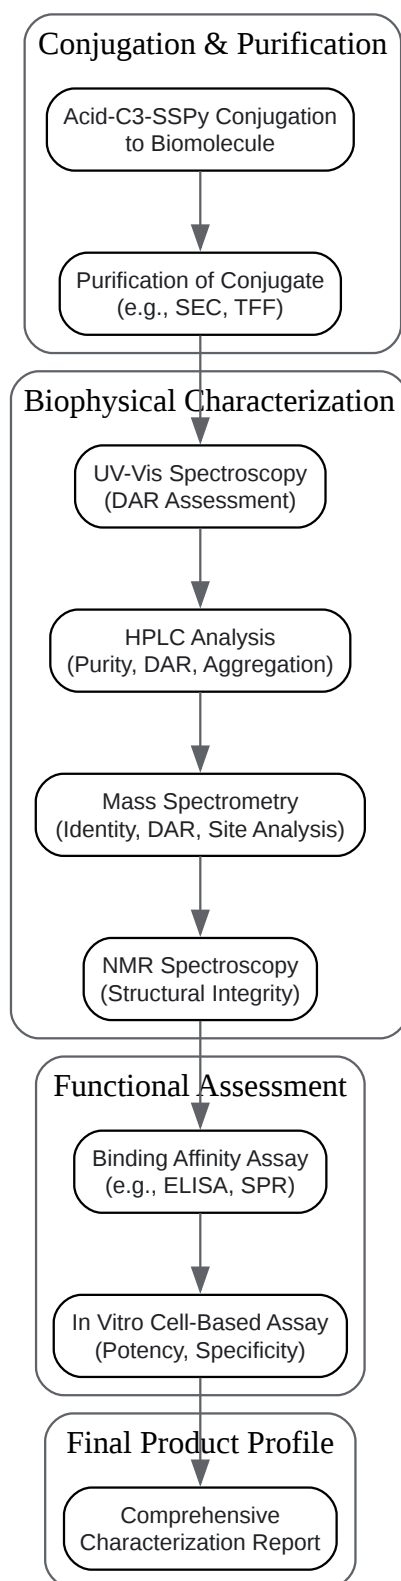 Conjugation & Purification
Acid-C3-SSPy Conjugation
to Biomolecule
Purification of Conjugate
(e.g., SEC, TFF)
Biophysical Characterization
UV-Vis Spectroscopy
(DAR Assessment)
HPLC Analysis
(Purity, DAR, Aggregation)
Mass Spectrometry
(Identity, DAR, Site Analysis)
NMR Spectroscopy
(Structural Integrity)
Functional Assessment
Binding Affinity Assay
(e.g., ELISA, SPR)
In Vitro Cell-Based Assay
(Potency, Specificity)
Final Product Profile
Comprehensive
Characterization Report